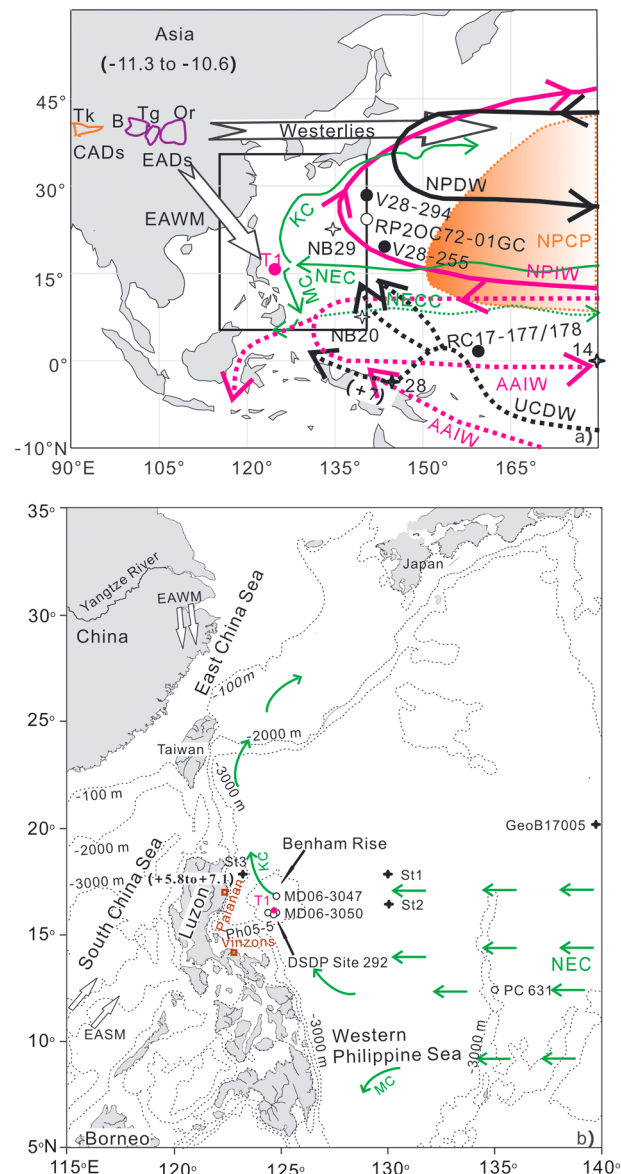 Asia
(-11.3 to -10.6)
45°
Tk
B
Tg
Or
Westerlies
CADs
EADs
NPDW
30°
V28-294
EAWM
KC
RP2OC72-01GC
NPCP
NB29
V28-255
T1
NPIW
15°
NEC
MC
NECC
NB20
RC17-177/178
14
0°
28
(+7)
AAIW
UCDW
AAIW
a)
-10°N
90°E
105°
120°
135°
150°
165°
35°
Japan
Yangtze River
EAWM
30°
China
East China Sea
-100m
25°
-2000 m
Taiwan
-3000 m
-100 m
20°
GeoB17005
-2000 m
Benham Rise
St3
KC
St1
-3000 m
(+5.8to+7.1)
MD06-3047
South China Sea
Luzon
Palanan
T1
St2
MD06-3050
Ph05-5
15°
Vinzons
DSDP Site 292
NEC
PC 631
EASM
-3000 m
Western
Philippine Sea
-3000 m
10°
MC
Borneo
b)
5°N
115°E
120°
125°
130°
135°
140°